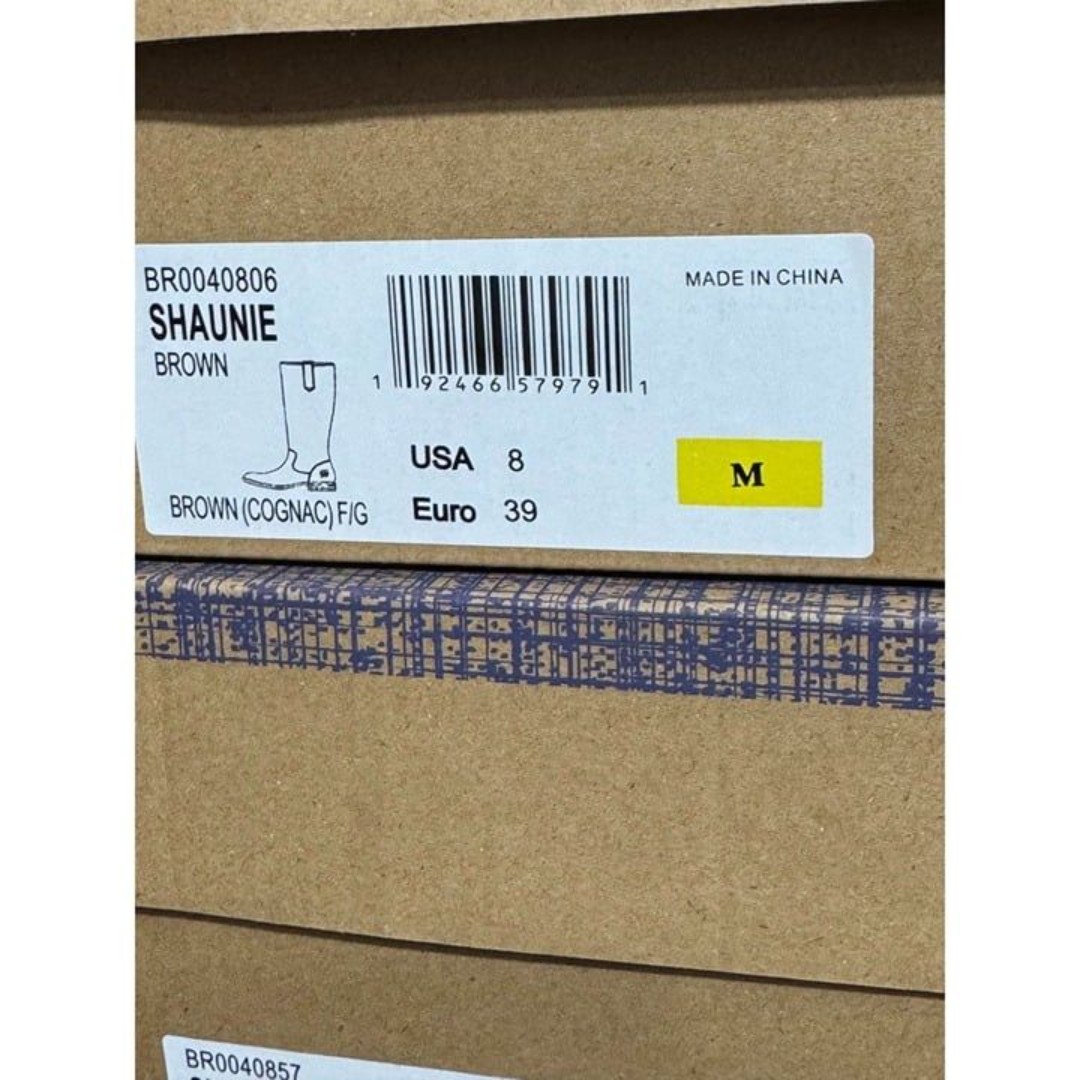 BR0040806
SHAUNIE
BROWN
BROWN (COGNAC) F/G
1 92466 57979 1
USA 8
Euro 39
MADE IN CHINA
M
BR0040857